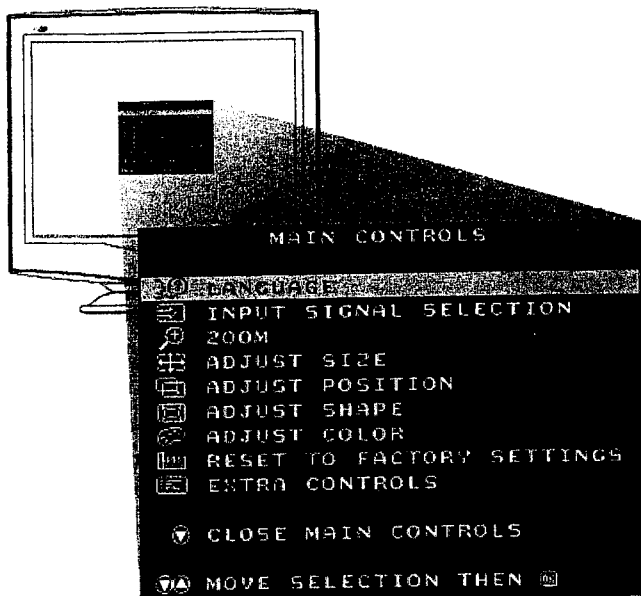 MAIN CONTROLS
LANGUAGE
INPUT SIGNAL SELECTION
ZOOM
ADJUST SIZE
ADJUST POSITION
ADJUST SHAPE
ADJUST COLOR
RESET TO FACTORY SETTINGS
EXTRA CONTROLS
CLOSE MAIN CONTROLS
MOVE SELECTION THEN OK